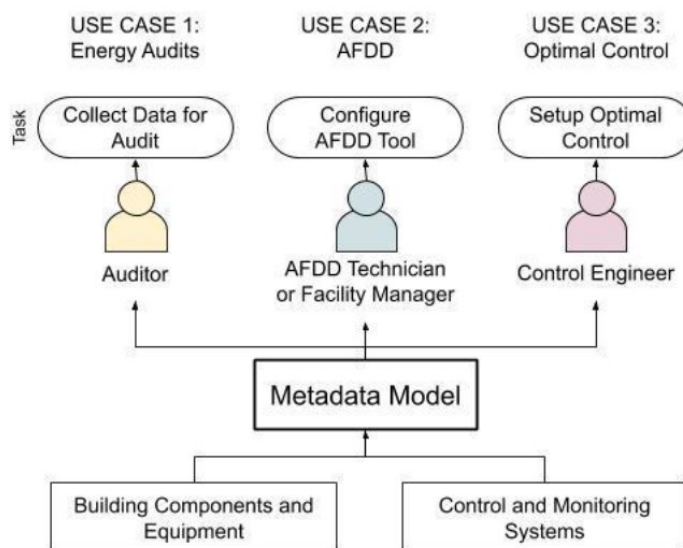 USE CASE 1:
Energy Audits
USE CASE 2:
AFDD
USE CASE 3:
Optimal Control
Task
Collect Data for
Audit
Configure
AFDD Tool
Setup Optimal
Control
Auditor
AFDD Technician
or Facility Manager
Control Engineer
Metadata Model
Building Components and
Equipment
Control and Monitoring
Systems